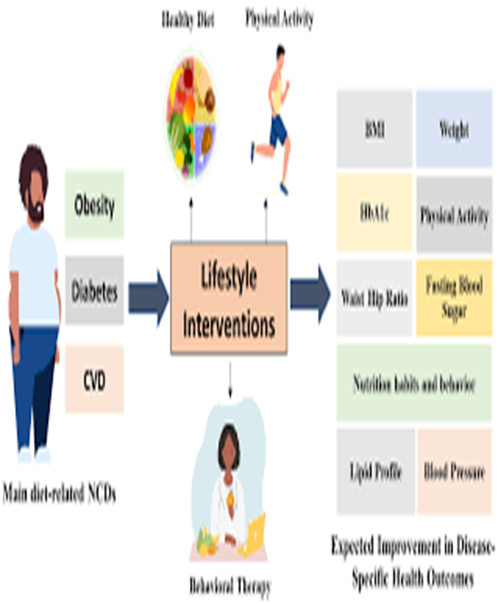 Healthy Diet
Physical Activity
Obesity
Diabetes
CVD
Main diet-related NCDs
Lifestyle
Interventions
Behavioral Therapy
BMI
Weight
HbA1c
Physical Activity
Waist Hip Ratio
Fasting Blood
Sugar
Nutrition habits and behavior
Lipid Profile
Blood Pressure
Expected Improvement in Disease-
Specific Health Outcomes